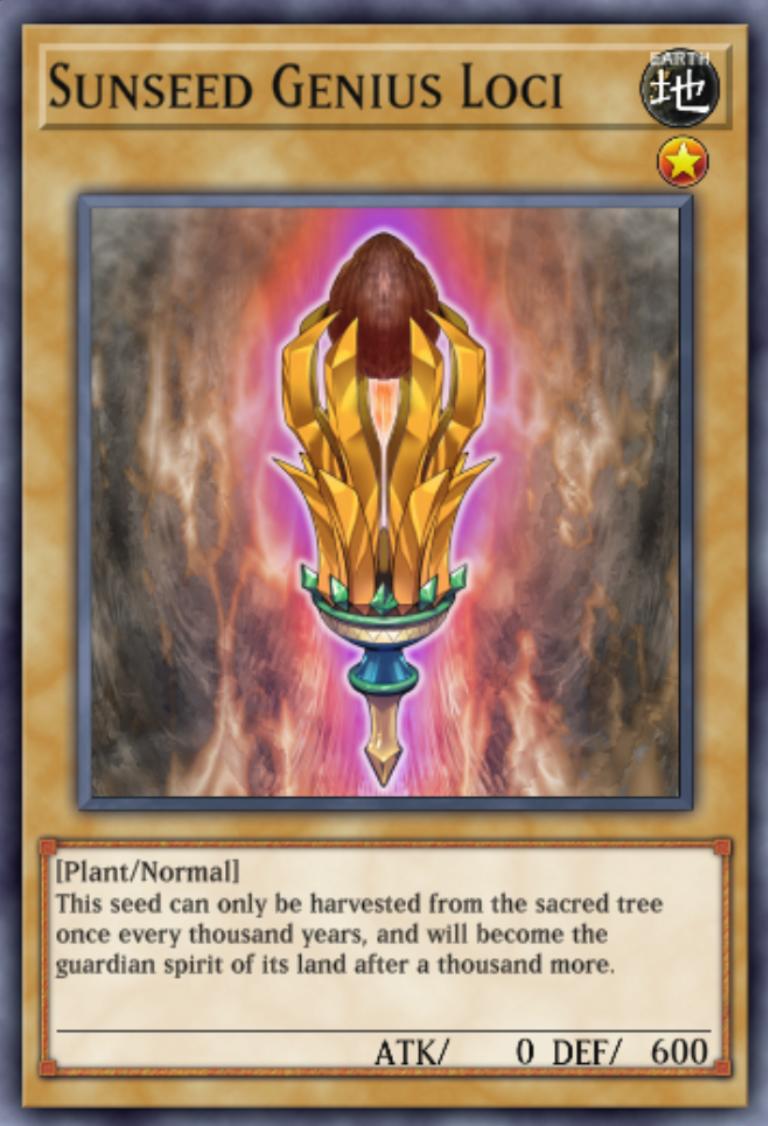 Sunseed Genius Loci
EARTH
地
[Plant/Normal]
This seed can only be harvested from the sacred tree
once every thousand years, and will become the
guardian spirit of its land after a thousand more.
ATK/ 0 DEF/ 600